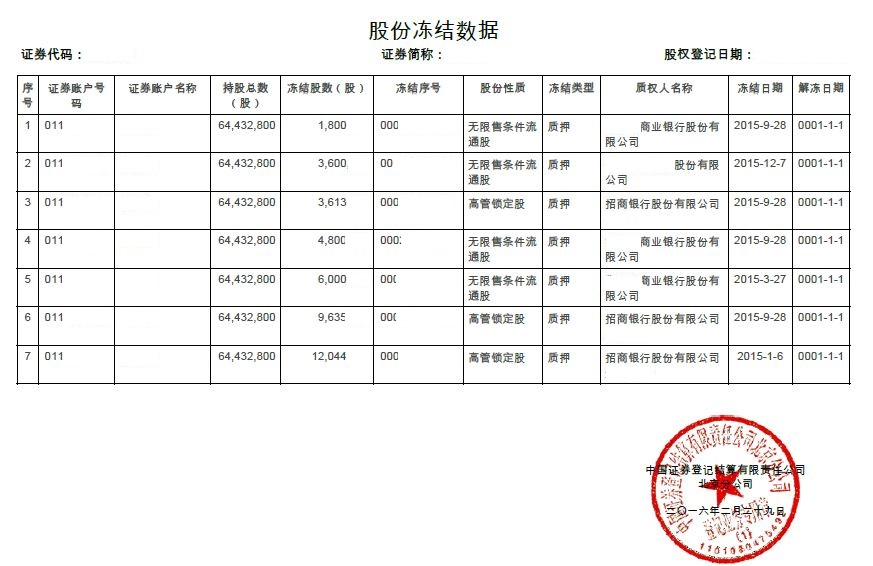 股份冻结数据
证券代码： 证券简称： 股权登记日期：
序号 证券账户号码 证券账户名称 持股总数（股） 冻结股数（股） 冻结序号 股份性质 冻结类型 质权人名称 冻结日期 解冻日期
1 011 64,432,800 1,800 000 无限售条件流通股 质押 商业银行股份有限公司 2015-9-28 0001-1-1
2 011 64,432,800 3,600 00 无限售条件流通股 质押 股份有限公司 2015-12-7 0001-1-1
3 011 64,432,800 3,613 000 高管锁定股 质押 招商银行股份有限公司 2015-9-28 0001-1-1
4 011 64,432,800 4,800 000 无限售条件流通股 质押 商业银行股份有限公司 2015-9-28 0001-1-1
5 011 64,432,800 6,000 000 无限售条件流通股 质押 商业银行股份有限公司 2015-3-27 0001-1-1
6 011 64,432,800 9,635 000 高管锁定股 质押 招商银行股份有限公司 2015-9-28 0001-1-1
7 011 64,432,800 12,044 000 高管锁定股 质押 招商银行股份有限公司 2015-1-6 0001-1-1
中国证券登记结算有限责任公司北京分公司
中国证券登记结算有限责任公司
北京分公司
二〇一六年二月二十九日
(1)